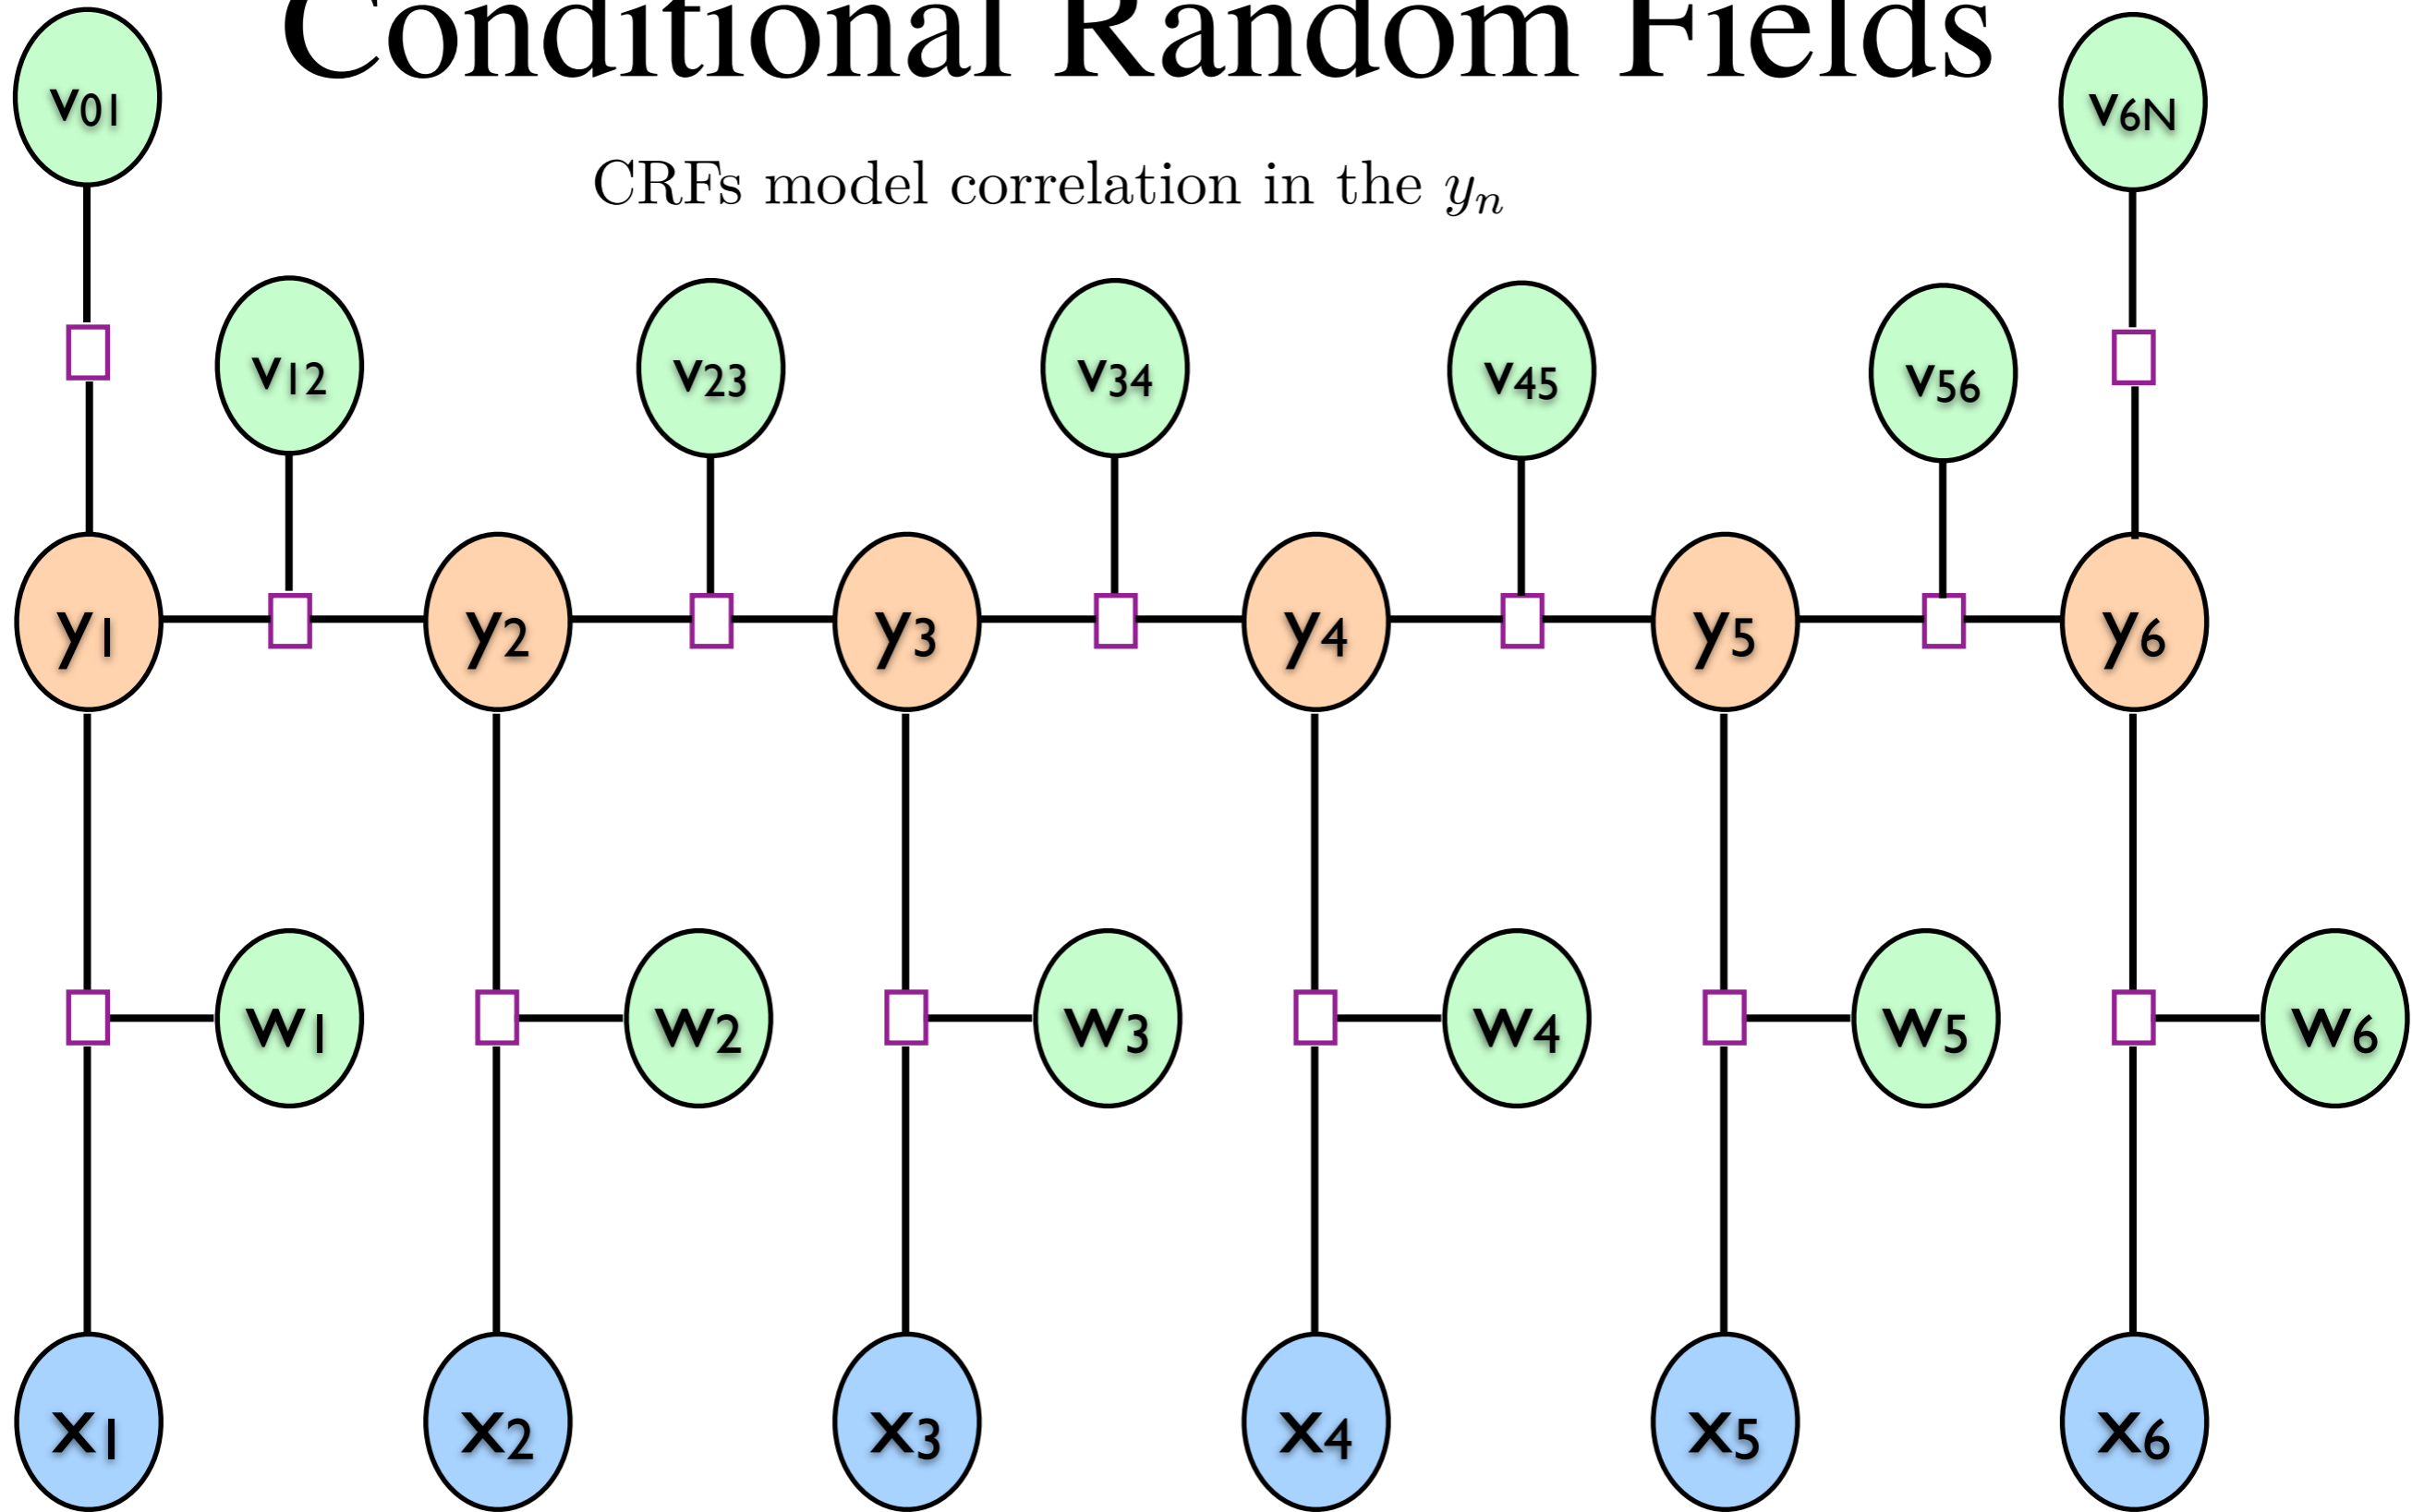 Conditional Random Fields
v01
v6N
CRFs model correlation in the yn
v12
v23
v34
v45
v56
y1
y2
y3
y4
y5
y6
w1
w2
w3
w4
w5
w6
x1
x2
x3
x4
x5
x6